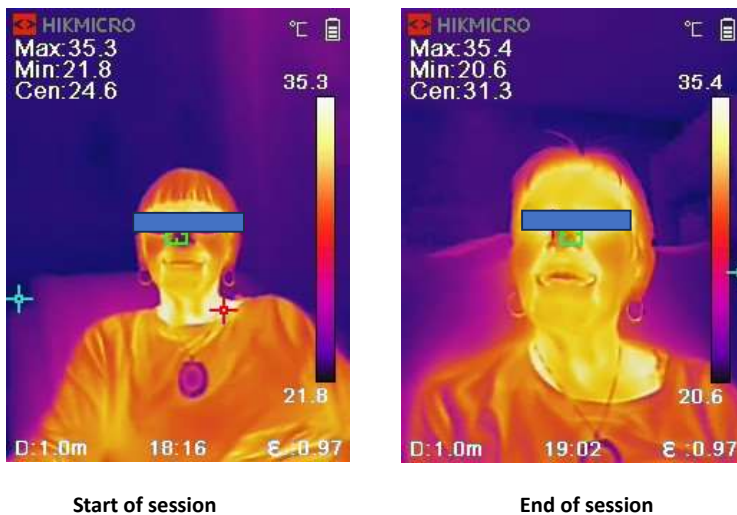 HIKMICRO °C
Max:35.3
Min:21.8
Cen:24.6
35.3
21.8
D:1.0m 18:16 ε :0.97
HIKMICRO °C
Max:35.4
Min:20.6
Cen:31.3
35.4
20.6
D:1.0m 19:02 ε :0.97
Start of session
End of session